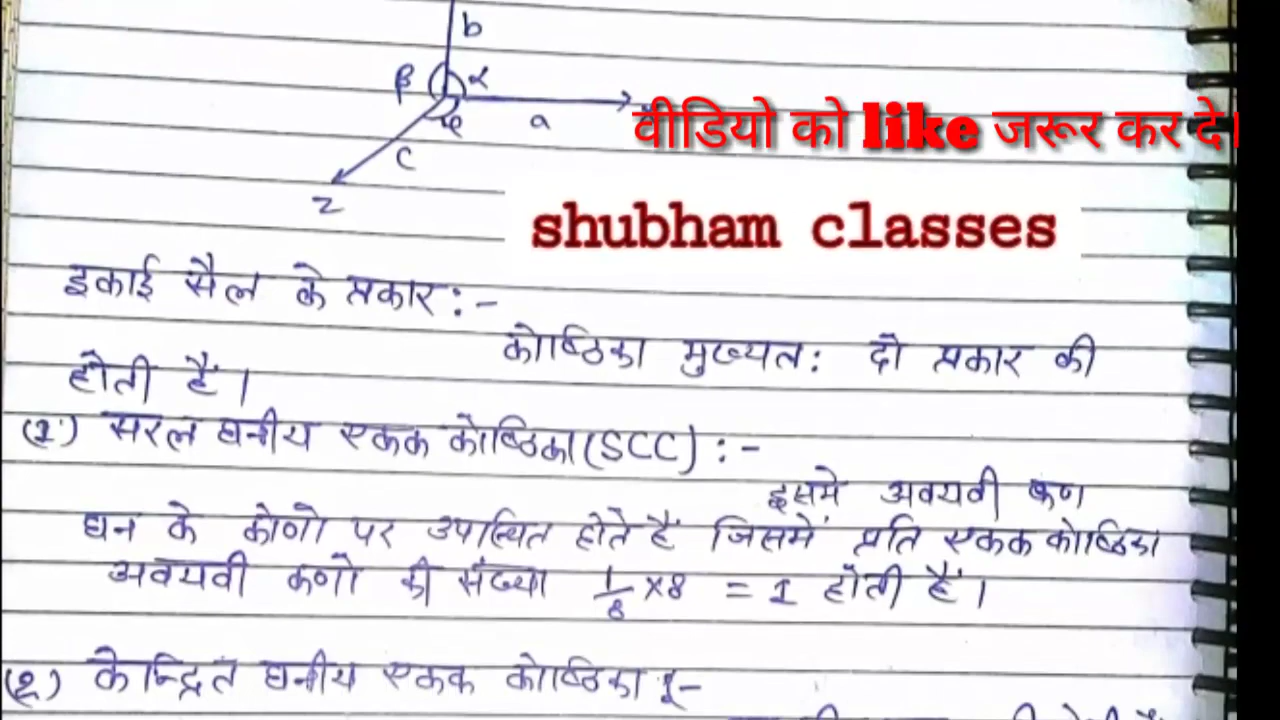 b
β α
φ a
वीडियो को like जरूर कर दे।
c
z
shubham classes
इकाई सैल के प्रकार :-
कोष्ठिका मुख्यत: दो प्रकार की
होती है।
(1) सरल घनीय एकक कोष्ठिका (SCC) :-
इसमे अवयवी कण
घन के कोणो पर उपस्थित होते हैं जिसमें प्रति एकक कोष्ठिका
अवयवी कणो की संख्या 1/8 ×8 = 1 होती है।
(2) केन्द्रित घनीय एकक कोष्ठिका :-